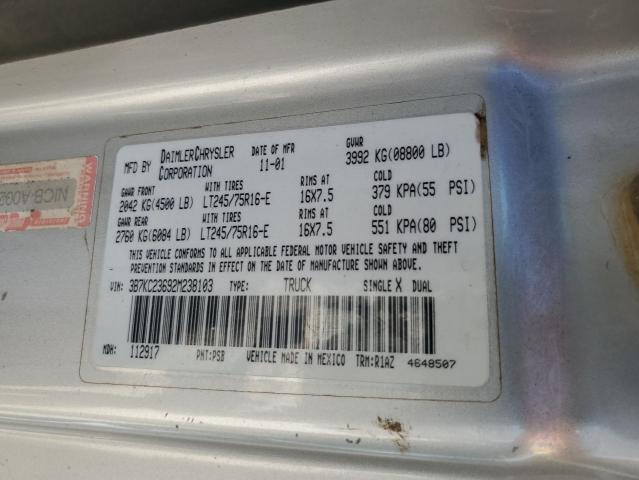 MFD BY DAIMLERCHRYSLER CORPORATION DATE OF MFR 11-01 GVWR 3992 KG(08800 LB)
GAWR FRONT WITH TIRES RIMS AT COLD
2042 KG(4500 LB) LT245/75R16-E 16X7.5 379 KPA(55 PSI)
GAWR REAR WITH TIRES RIMS AT COLD
2760 KG(6084 LB) LT245/75R16-E 16X7.5 551 KPA(80 PSI)
THIS VEHICLE CONFORMS TO ALL APPLICABLE FEDERAL MOTOR VEHICLE SAFETY AND THEFT
PREVENTION STANDARDS IN EFFECT ON THE DATE OF MANUFACTURE SHOWN ABOVE.
VIN: 3B7KC23692M238103 TYPE: TRUCK SINGLE X DUAL
MDH: 112917 PNT:PSB VEHICLE MADE IN MEXICO TRM:R1AZ 4648507
WARNING
NICB